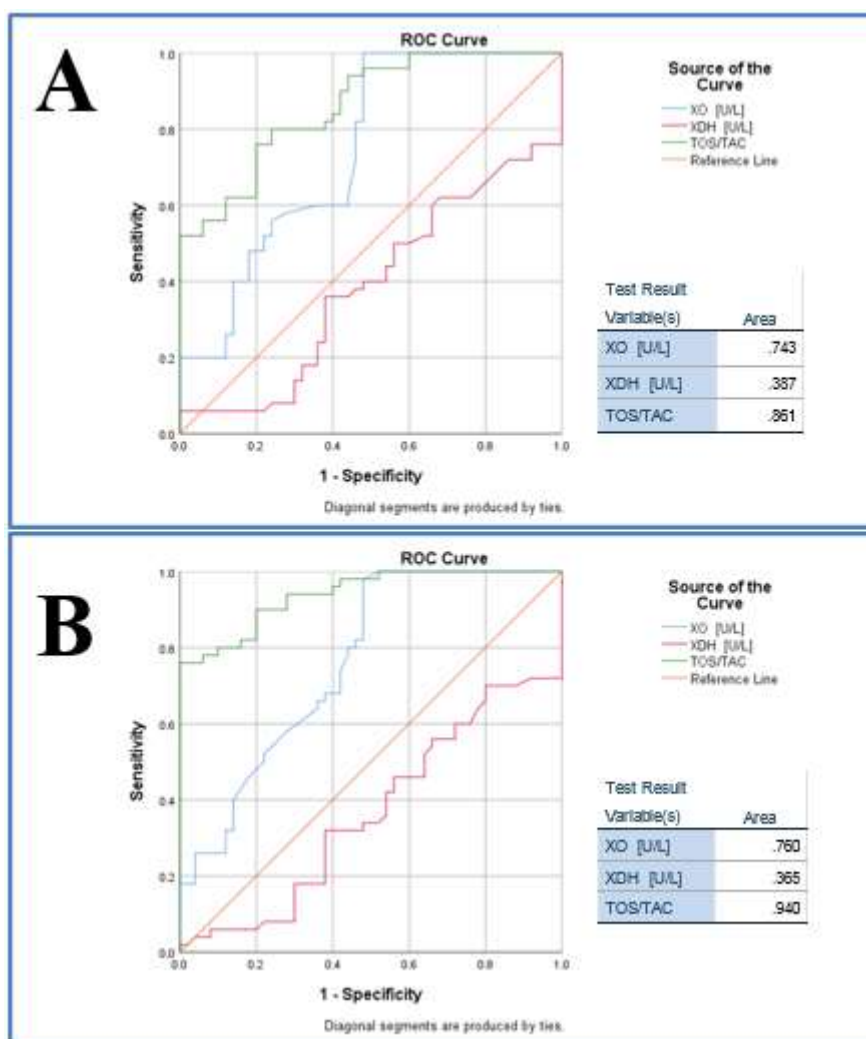 A
ROC Curve
Sensitivity
1.0
0.8
0.6
0.4
0.2
0.0
0.0 0.2 0.4 0.6 0.8 1.0
1 - Specificity
Diagonal segments are produced by ties.
Source of the
Curve
XO [U/L]
XDH [U/L]
TOS/TAC
Reference Line
Test Result
Variable(s) Area
XO [U/L] .743
XDH [U/L] .387
TOS/TAC .861
B
ROC Curve
Sensitivity
1.0
0.8
0.6
0.4
0.2
0.0
0.0 0.2 0.4 0.6 0.8 1.0
1 - Specificity
Diagonal segments are produced by ties.
Source of the
Curve
XO [U/L]
XDH [U/L]
TOS/TAC
Reference Line
Test Result
Variable(s) Area
XO [U/L] .760
XDH [U/L] .365
TOS/TAC .940